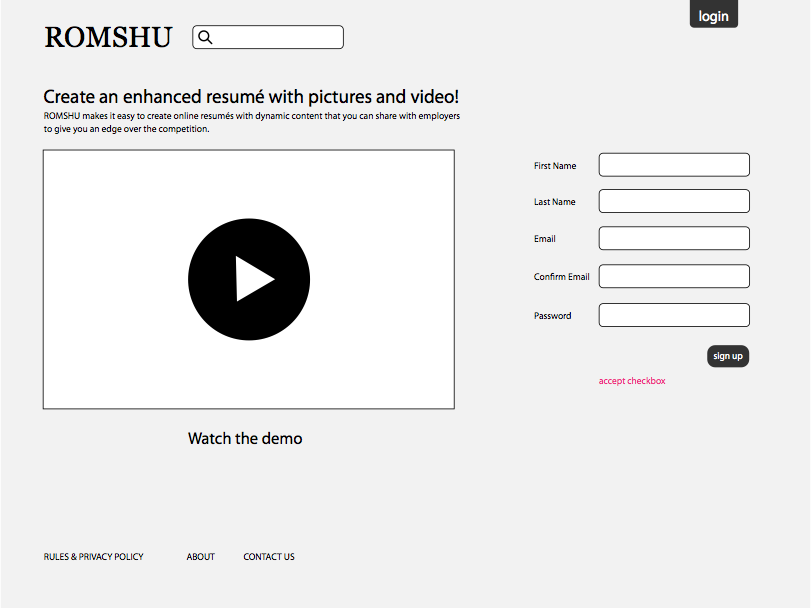 login
ROMSHU
Create an enhanced resumé with pictures and video!
ROMSHU makes it easy to create online resumés with dynamic content that you can share with employers
to give you an edge over the competition.
First Name
Last Name
Email
Confirm Email
Password
sign up
accept checkbox
Watch the demo
RULES & PRIVACY POLICY ABOUT CONTACT US